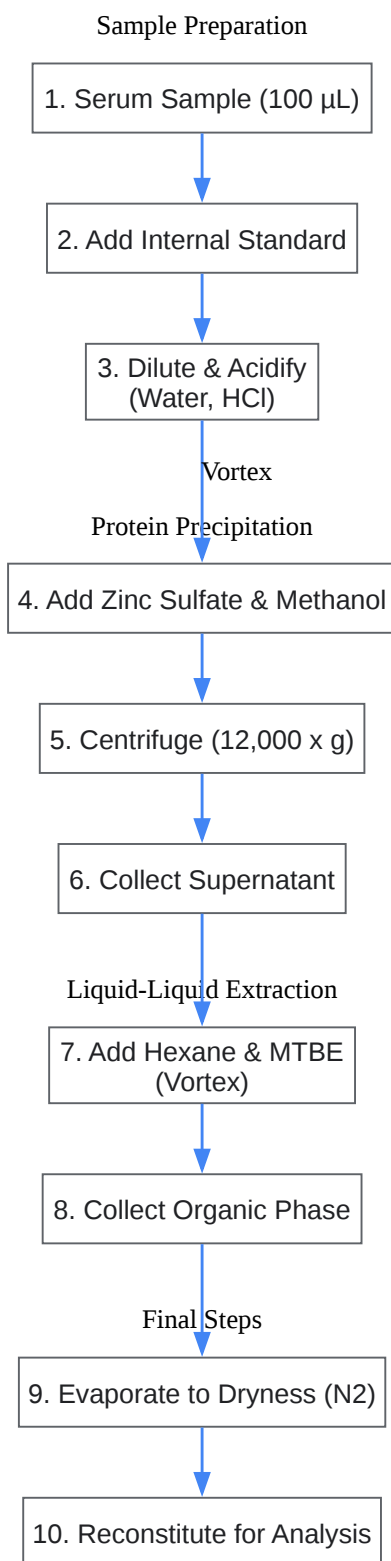 Sample Preparation
1. Serum Sample (100 µL)
2. Add Internal Standard
3. Dilute & Acidify
(Water, HCl)
Vortex
Protein Precipitation
4. Add Zinc Sulfate & Methanol
5. Centrifuge (12,000 x g)
6. Collect Supernatant
Liquid-Liquid Extraction
7. Add Hexane & MTBE
(Vortex)
8. Collect Organic Phase
Final Steps
9. Evaporate to Dryness (N2)
10. Reconstitute for Analysis